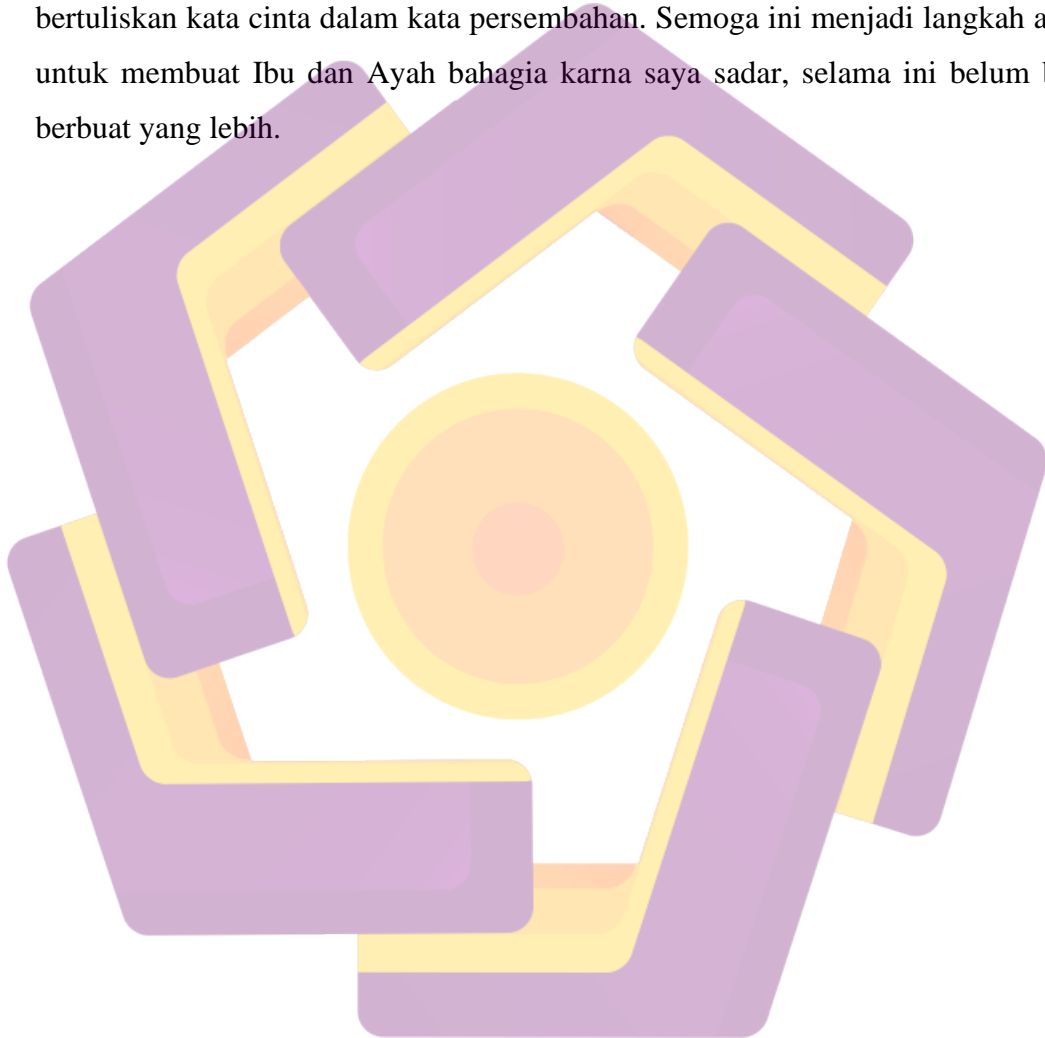 bertuliskan kata cinta dalam kata persembahan. Semoga ini menjadi langkah
untuk membuat Ibu dan Ayah bahagia karna saya sadar, selama ini belum
berbuat yang lebih.